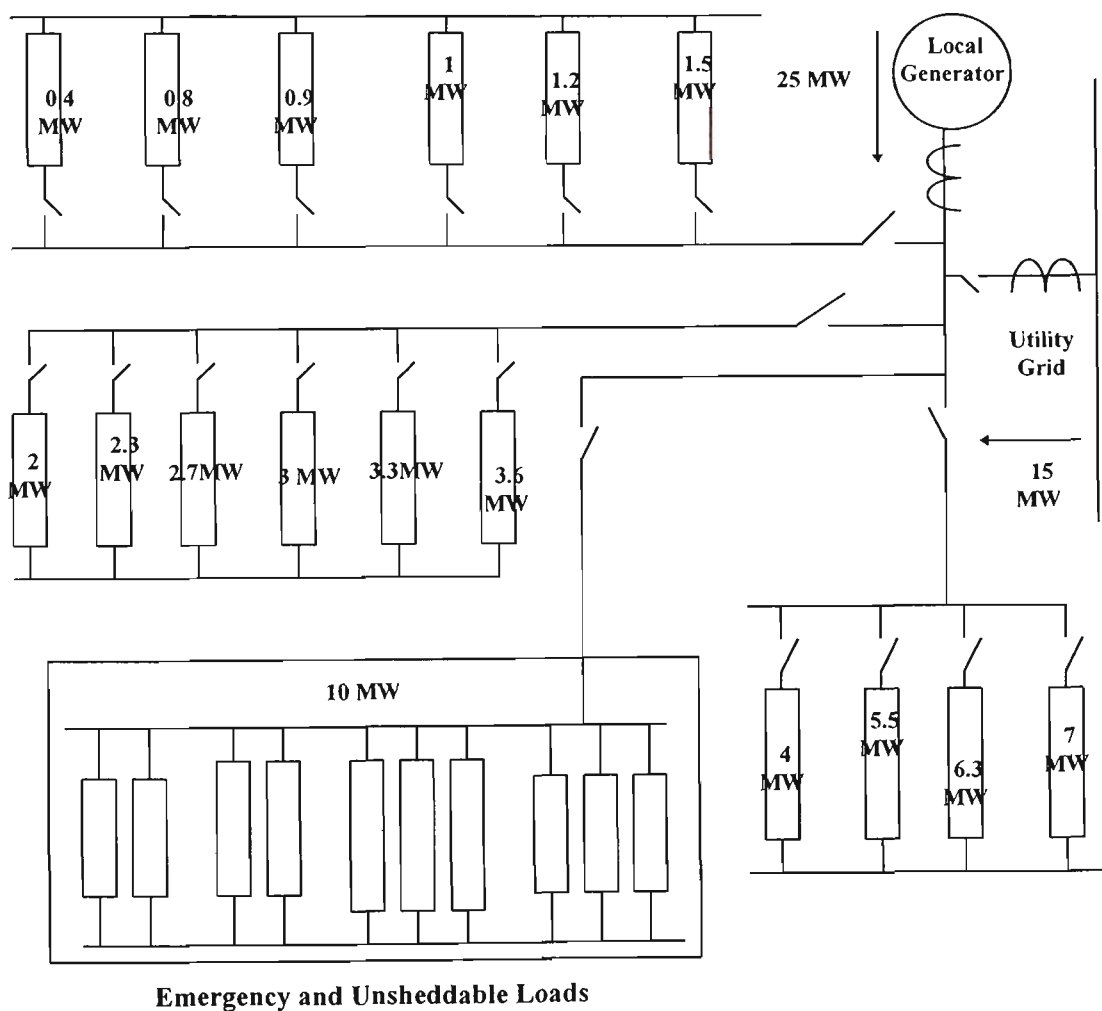 Local
Generator
25 MW
0.4
MW
0.8
MW
0.9
MW
1
MW
1.2
MW
1.5
MW
Utility
Grid
15
MW
2
MW
2.3
MW
2.7MW
3 MW
3.3MW
3.6
MW
10 MW
4
MW
5.5
MW
6.3
MW
7
MW
Emergency and Unsheddable Loads